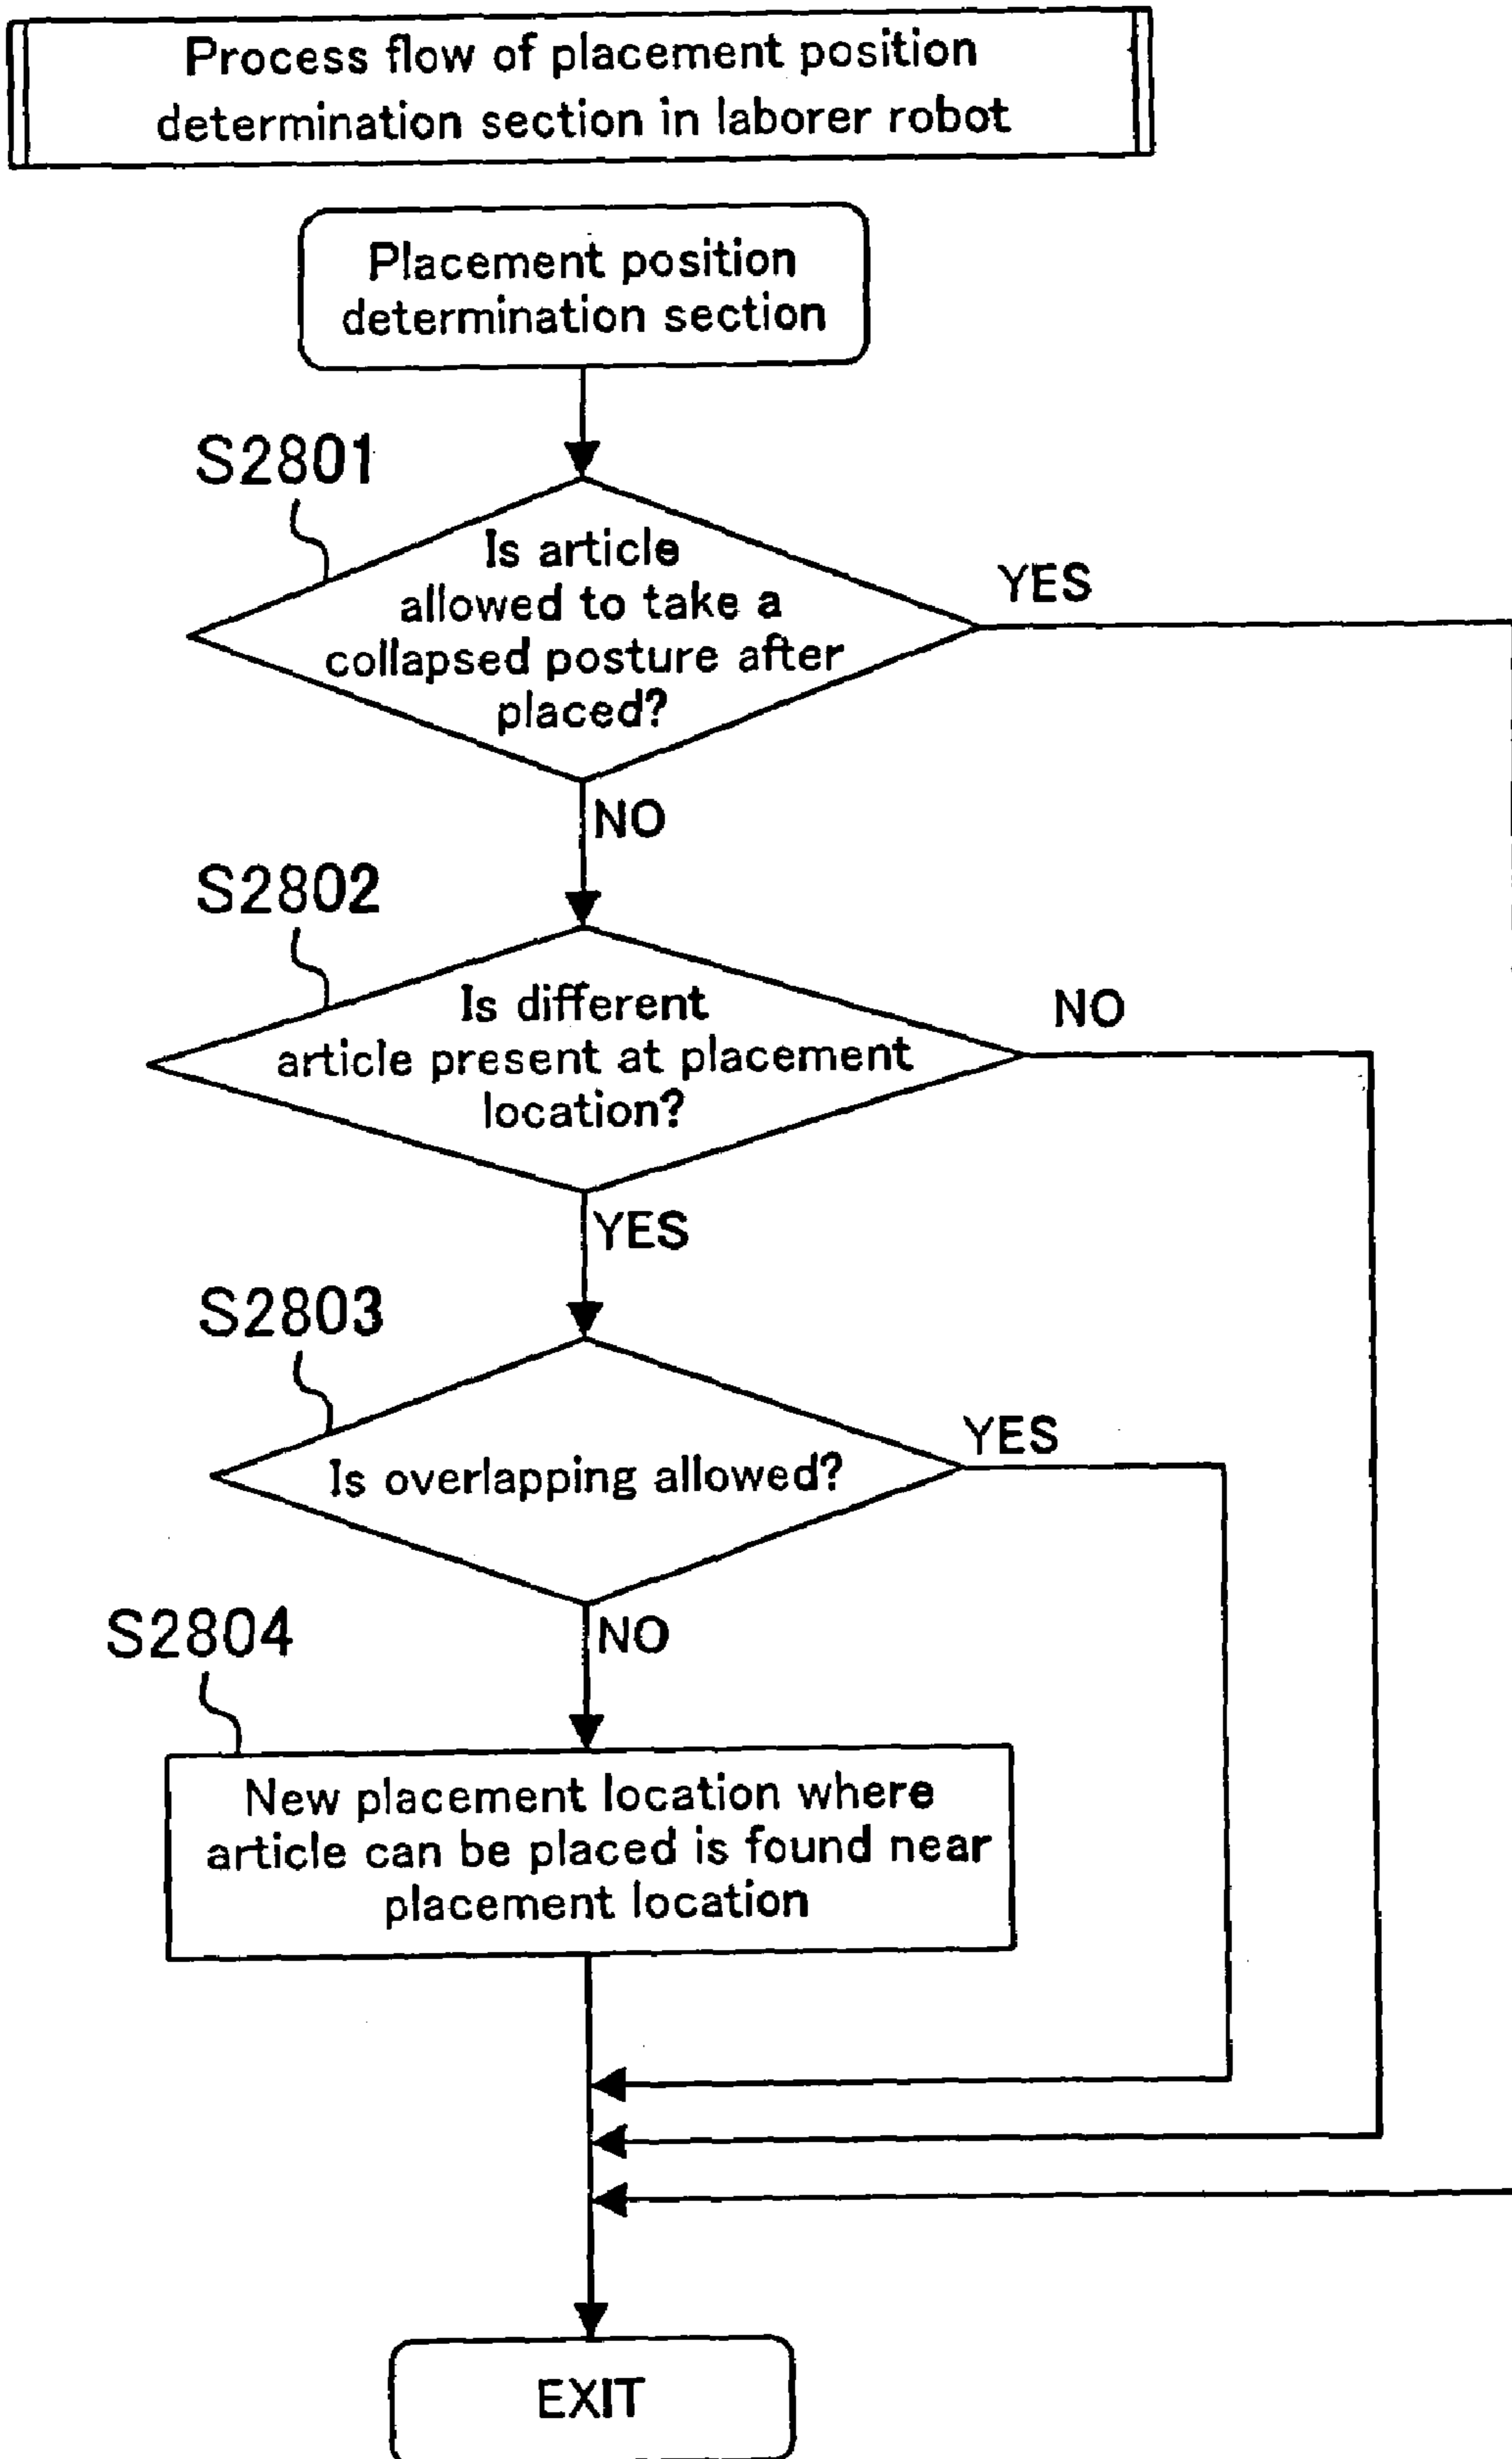 Process flow of placement position
determination section in laborer robot
Placement position
determination section
S2801
Is article
allowed to take a
collapsed posture after
placed?
YES
NO
S2802
Is different
article present at placement
location?
NO
YES
S2803
Is overlapping allowed?
YES
NO
S2804
New placement location where
article can be placed is found near
placement location
EXIT